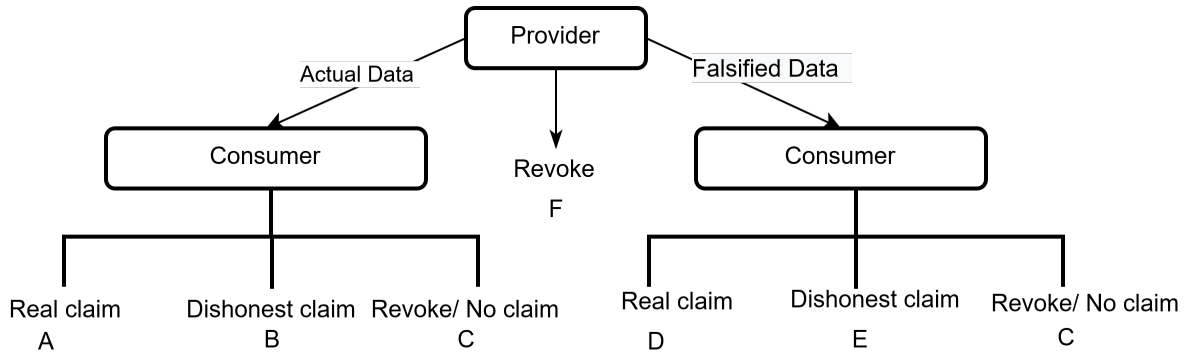 Provider
Actual Data
Falsified Data
Consumer
Revoke
F
Consumer
Real claim
A
Dishonest claim
B
Revoke/ No claim
C
Real claim
D
Dishonest claim
E
Revoke/ No claim
C